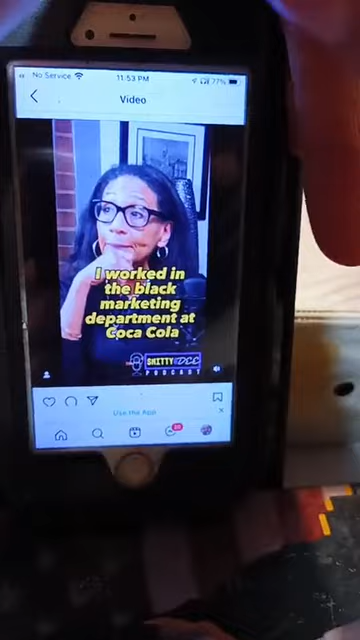 No Service 11:53 PM 77%
Video
I worked in
the black
marketing
department at
Coca Cola
PODCAST
Use the App